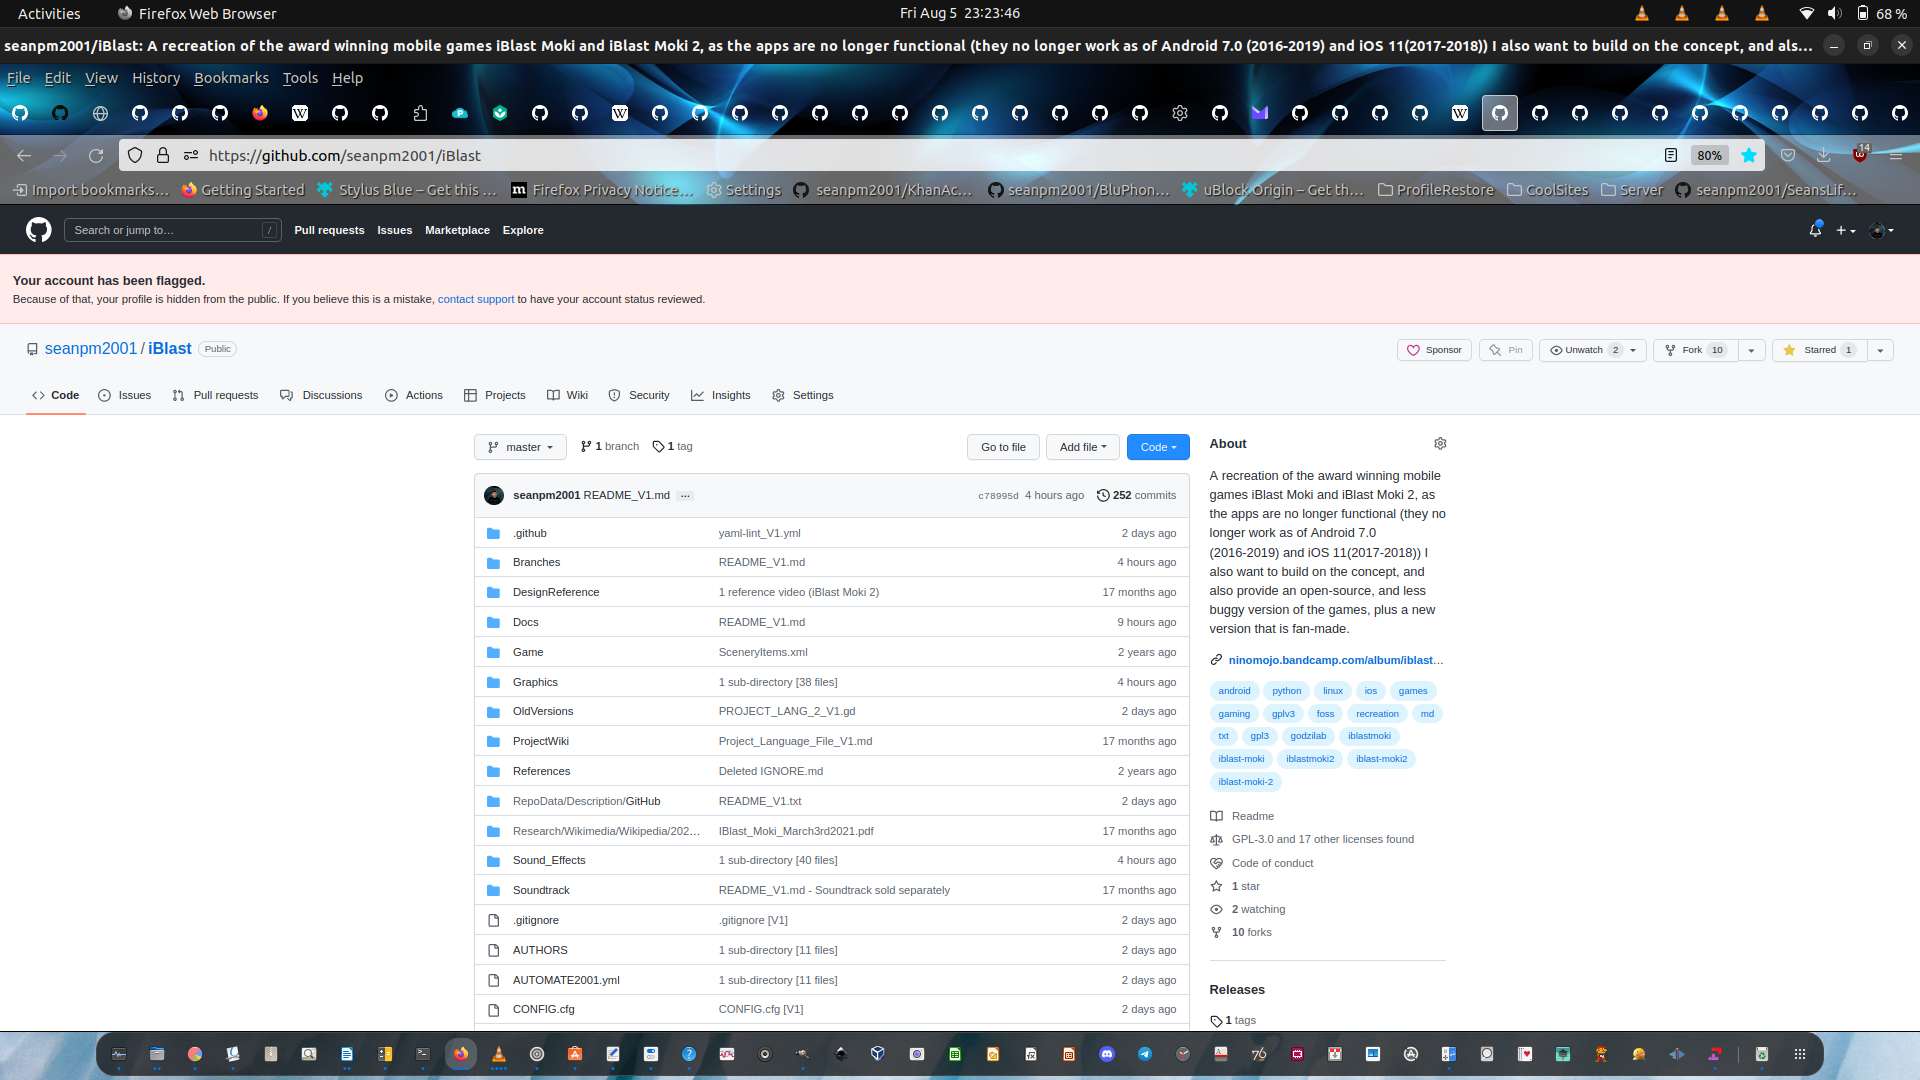 Activities
Firefox Web Browser
Fri Aug 5 23:23:46
68 %
seanpm2001/iBlast: A recreation of the award winning mobile games iBlast Moki and iBlast Moki 2, as the apps are no longer functional (they no longer work as of Android 7.0 (2016-2019) and iOS 11(2017-2018)) I also want to build on the concept, and als...
File Edit View History Bookmarks Tools Help
https://github.com/seanpm2001/iBlast
80%
14
Import bookmarks...
Getting Started
Stylus Blue – Get this ...
Firefox Privacy Notice...
Settings
seanpm2001/KhanAc...
seanpm2001/BluPhon...
uBlock Origin – Get th...
ProfileRestore
CoolSites
Server
seanpm2001/SeansLif...
Search or jump to...
/
Pull requests Issues Marketplace Explore
Your account has been flagged.
Because of that, your profile is hidden from the public. If you believe this is a mistake, contact support to have your account status reviewed.
seanpm2001 / iBlast Public
Sponsor
Pin
Unwatch 2
Fork 10
Starred 1
Code
Issues
Pull requests
Discussions
Actions
Projects
Wiki
Security
Insights
Settings
master
1 branch
1 tag
Go to file
Add file
Code
seanpm2001 README_V1.md ...
c78995d 4 hours ago 252 commits
.github yaml-lint_V1.yml 2 days ago
Branches README_V1.md 4 hours ago
DesignReference 1 reference video (iBlast Moki 2) 17 months ago
Docs README_V1.md 9 hours ago
Game SceneryItems.xml 2 years ago
Graphics 1 sub-directory [38 files] 4 hours ago
OldVersions PROJECT_LANG_2_V1.gd 2 days ago
ProjectWiki Project_Language_File_V1.md 17 months ago
References Deleted IGNORE.md 2 years ago
RepoData/Description/GitHub README_V1.txt 2 days ago
Research/Wikimedia/Wikipedia/202... IBlast_Moki_March3rd2021.pdf 17 months ago
Sound_Effects 1 sub-directory [40 files] 4 hours ago
Soundtrack README_V1.md - Soundtrack sold separately 17 months ago
.gitignore .gitignore [V1] 2 days ago
AUTHORS 1 sub-directory [11 files] 2 days ago
AUTOMATE2001.yml 1 sub-directory [11 files] 2 days ago
CONFIG.cfg CONFIG.cfg [V1] 2 days ago
About
A recreation of the award winning mobile
games iBlast Moki and iBlast Moki 2, as
the apps are no longer functional (they no
longer work as of Android 7.0
(2016-2019) and iOS 11(2017-2018)) I
also want to build on the concept, and
also provide an open-source, and less
buggy version of the games, plus a new
version that is fan-made.
ninomojo.bandcamp.com/album/iblast...
android python linux ios games
gaming gplv3 foss recreation md
txt gpl3 godzilab iblastmoki
iblast-moki iblastmoki2 iblast-moki2
iblast-moki-2
Readme
GPL-3.0 and 17 other licenses found
Code of conduct
1 star
2 watching
10 forks
Releases
1 tags